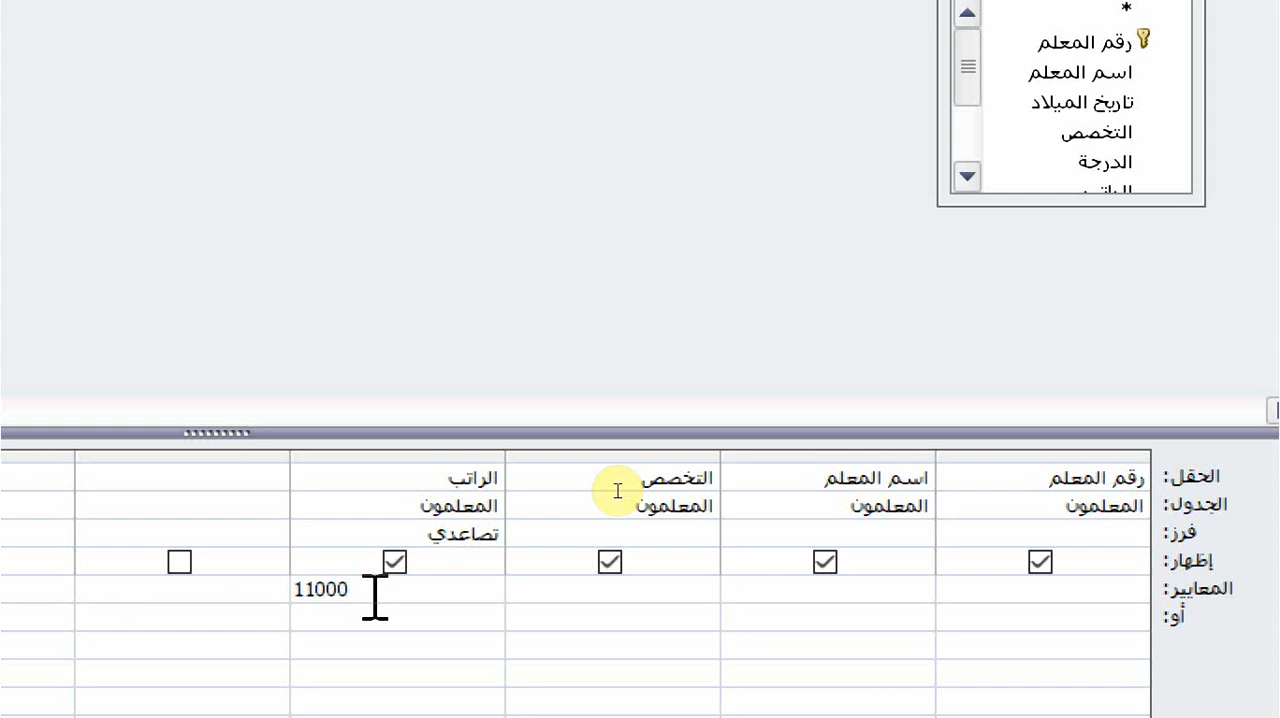 *
رقم المعلم
اسم المعلم
تاريخ الميلاد
التخصص
الدرجة
الراتب
الحقل: رقم المعلم اسم المعلم التخصص الراتب
الجدول: المعلمون المعلمون المعلمون المعلمون
فرز: تصاعدي
إظهار:
المعايير: 11000
أو: